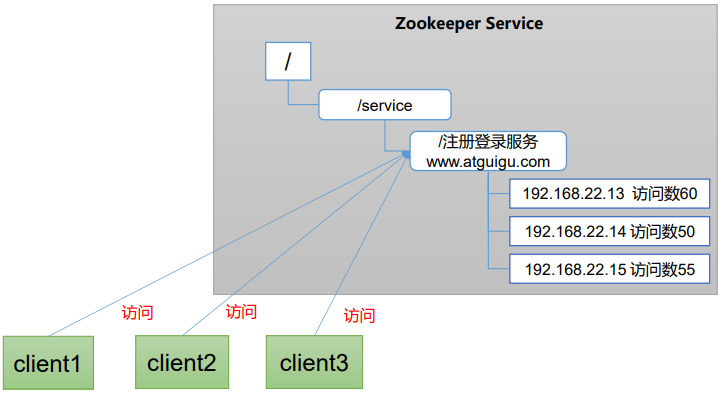 Zookeeper Service
/
/service
/注册登录服务
www.atguigu.com
192.168.22.13 访问数60
192.168.22.14 访问数50
192.168.22.15 访问数55
访问
访问
访问
client1
client2
client3